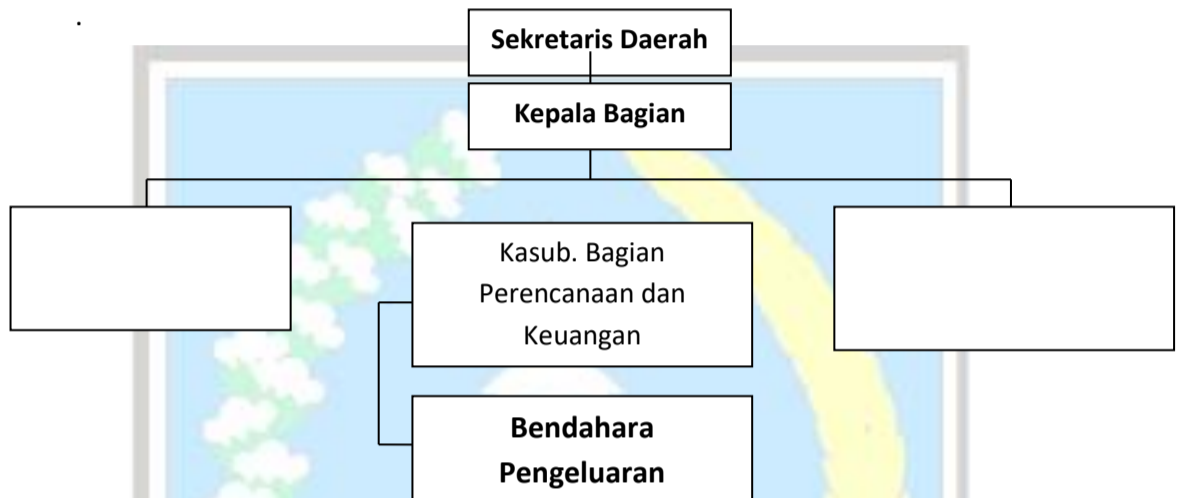 Sekretaris Daerah
Kepala Bagian
Kasub. Bagian
Perencanaan dan
Keuangan
Bendahara
Pengeluaran